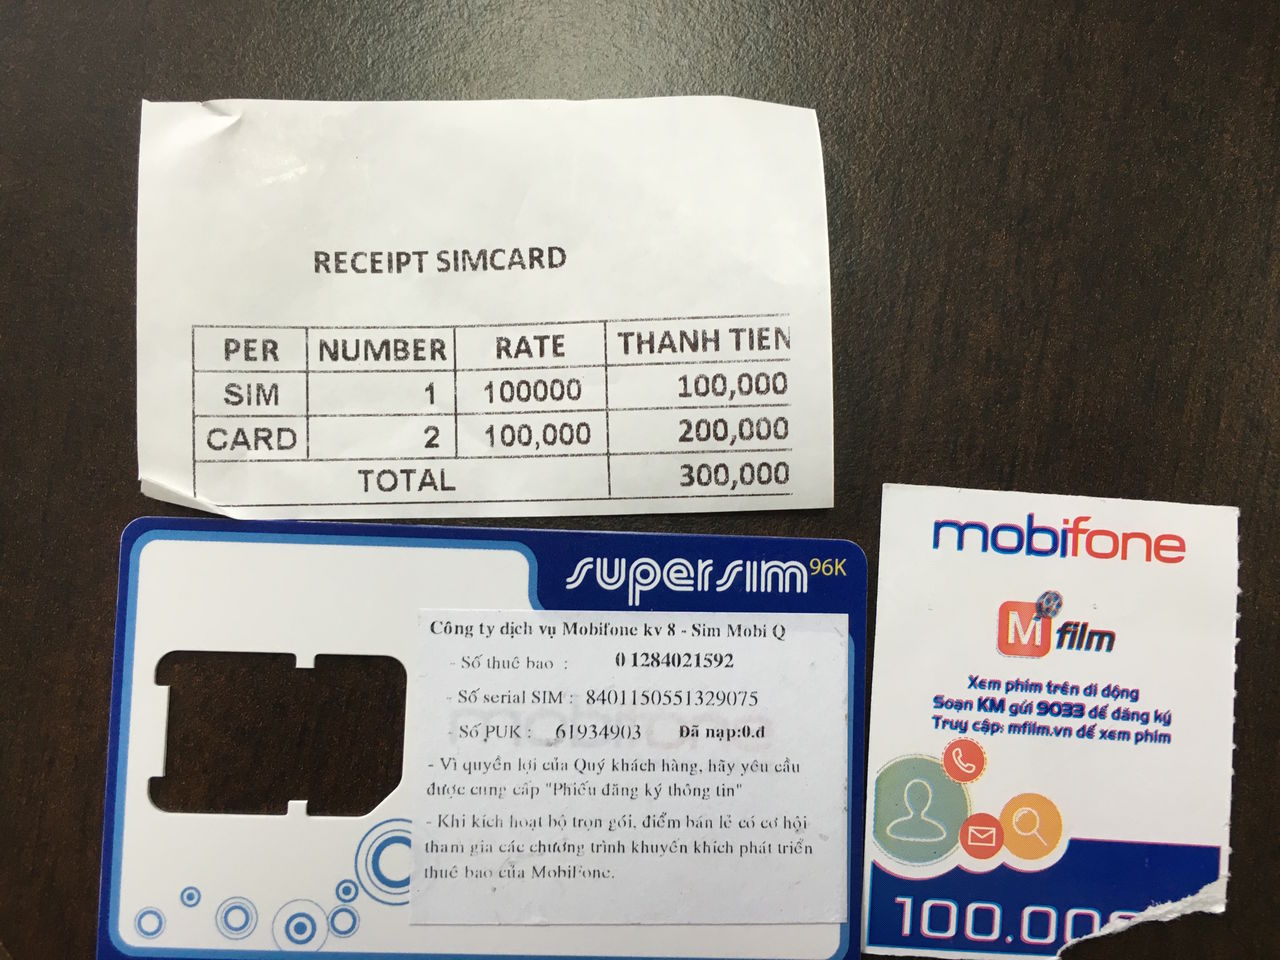 RECEIPT SIMCARD
PER NUMBER RATE THANH TIEN
SIM 1 100000 100,000
CARD 2 100,000 200,000
TOTAL 300,000
supersim 96K
Công ty dịch vụ Mobifone kv 8 - Sim Mobi Q
- Số thuê bao : 01284021592
- Số serial SIM : 8401150551329075
- Số PUK : 61934903 Đã nạp:0.đ
- Vì quyền lợi của Quý khách hàng, hãy yêu cầu
được cung cấp "Phiếu đăng ký thông tin"
- Khi kích hoạt bộ trọn gói, điểm bán lẻ có cơ hội
tham gia các chương trình khuyến khích phát triển
thuê bao của MobiFone.
mobifone
M film
Xem phim trên di động
Soạn KM gửi 9033 để đăng ký
Truy cập: mfilm.vn để xem phim